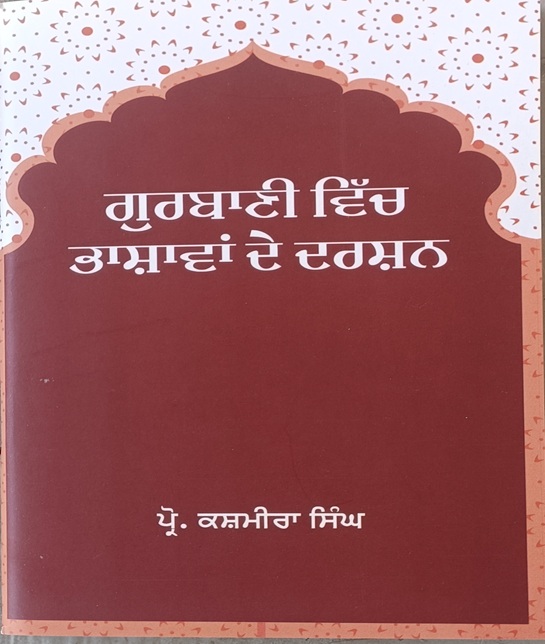 ਗੁਰਬਾਣੀ ਵਿੱਚ
ਭਾਸ਼ਾਵਾਂ ਦੇ ਦਰਸ਼ਨ
ਪ੍ਰੋ. ਕਸ਼ਮੀਰਾ ਸਿੰਘ